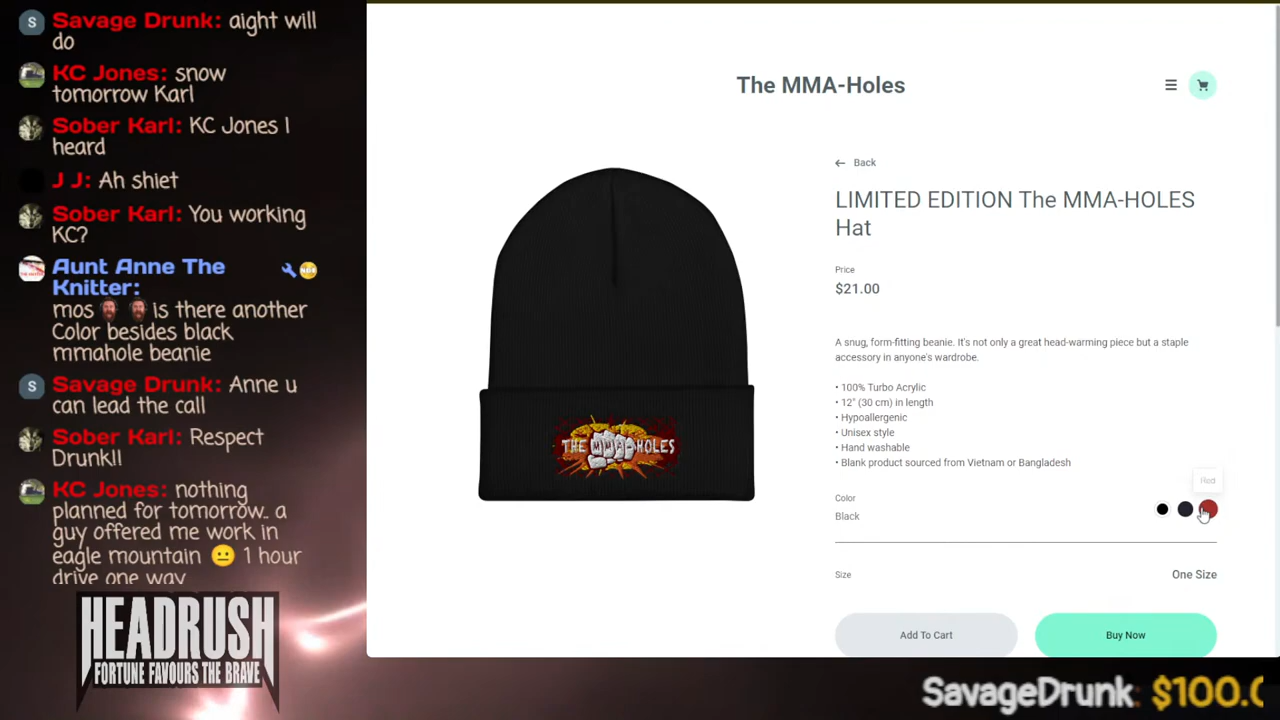 S
Savage Drunk: aight will
do
KC Jones: snow
tomorrow Karl
Sober Karl: KC Jones I
heard
J J: Ah shiet
Sober Karl: You working
KC?
Aunt Anne The
Knitter:
mos is there another
Color besides black
mmahole beanie
S
Savage Drunk: Anne u
can lead the call
Sober Karl: Respect
Drunk!!
KC Jones: nothing
planned for tomorrow.. a
guy offered me work in
eagle mountain 😐 1 hour
drive one way
HEADRUSH
FORTUNE FAVOURS THE BRAVE
The MMA-Holes
← Back
LIMITED EDITION The MMA-HOLES
Hat
Price
$21.00
A snug, form-fitting beanie. It's not only a great head-warming piece but a staple
accessory in anyone's wardrobe.
• 100% Turbo Acrylic
• 12" (30 cm) in length
• Hypoallergenic
• Unisex style
• Hand washable
• Blank product sourced from Vietnam or Bangladesh
Red
Color
Black
Size
One Size
Add To Cart
Buy Now
THE MMA-HOLES
SavageDrunk: $100.0